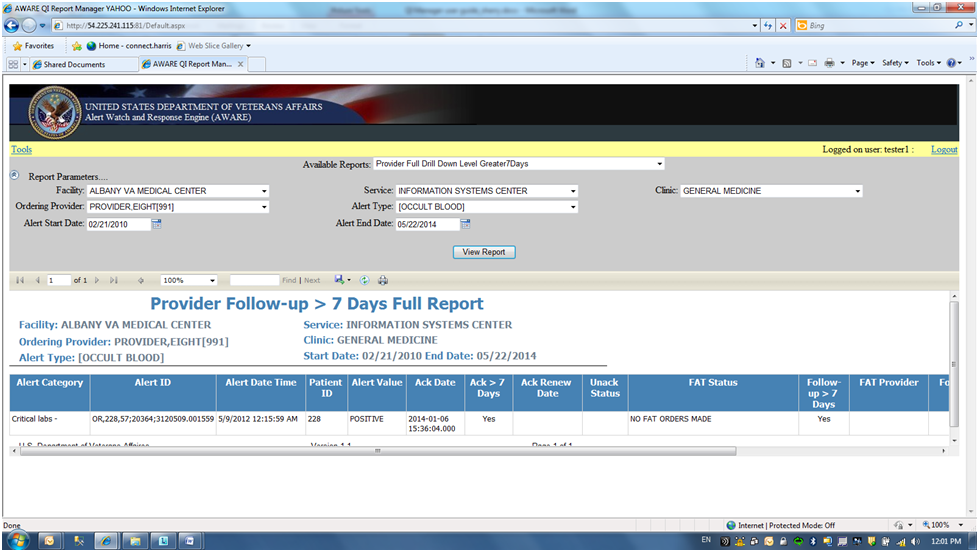 AWARE QI Report Manager YAHOO - Windows Internet Explorer
http://54.225.241.115:81/Default.aspx
Bing
Favorites
Home - connect.harris
Web Slice Gallery
Shared Documents
AWARE QI Report Man...
Page
Safety
Tools
UNITED STATES DEPARTMENT OF VETERANS AFFAIRS
Alert Watch and Response Engine (AWARE)
Tools
Logged on user: tester1 :
Logout
Available Reports: Provider Full Drill Down Level Greater7Days
Report Parameters....
Facility: ALBANY VA MEDICAL CENTER
Service: INFORMATION SYSTEMS CENTER
Clinic: GENERAL MEDICINE
Ordering Provider: PROVIDER,EIGHT[991]
Alert Type: [OCCULT BLOOD]
Alert Start Date: 02/21/2010
Alert End Date: 05/22/2014
View Report
1 of 1
100%
Find | Next
Provider Follow-up > 7 Days Full Report
Facility: ALBANY VA MEDICAL CENTER
Service: INFORMATION SYSTEMS CENTER
Ordering Provider: PROVIDER,EIGHT[991]
Clinic: GENERAL MEDICINE
Alert Type: [OCCULT BLOOD]
Start Date: 02/21/2010 End Date: 05/22/2014
Alert Category
Alert ID
Alert Date Time
Patient ID
Alert Value
Ack Date
Ack > 7 Days
Ack Renew Date
Unack Status
FAT Status
Follow-up > 7 Days
FAT Provider
Fo
Critical labs -
OR,228,57;20364;3120509.001559
5/9/2012 12:15:59 AM
228
POSITIVE
2014-01-06 15:36:04.000
Yes
NO FAT ORDERS MADE
Yes
U.S. Department of Veterans Affaires
Version 1.1
Page 1 of 1
Done
Internet | Protected Mode: Off
100%
EN
12:01 PM